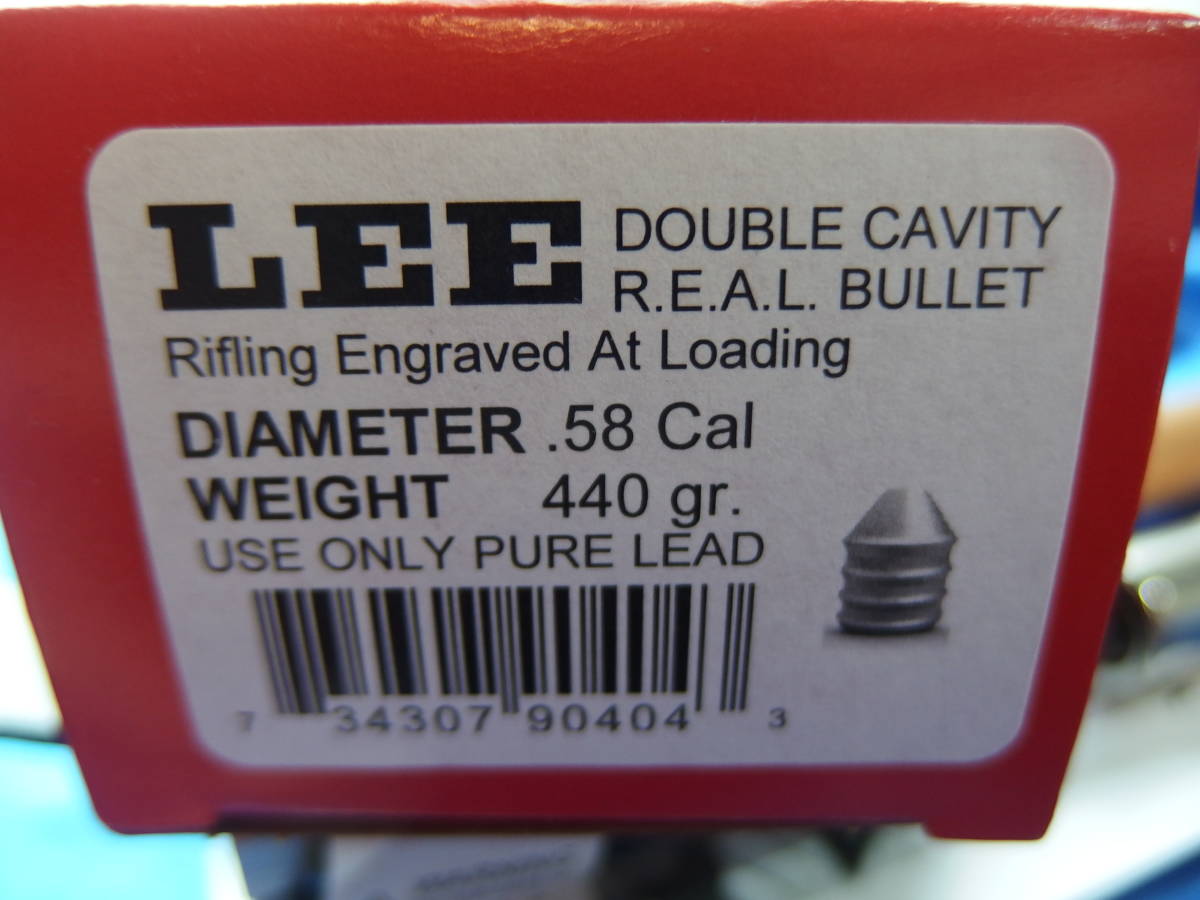 LEE DOUBLE CAVITY
R.E.A.L. BULLET
Rifling Engraved At Loading
DIAMETER .58 Cal
WEIGHT 440 gr.
USE ONLY PURE LEAD
7 34307 90404 3